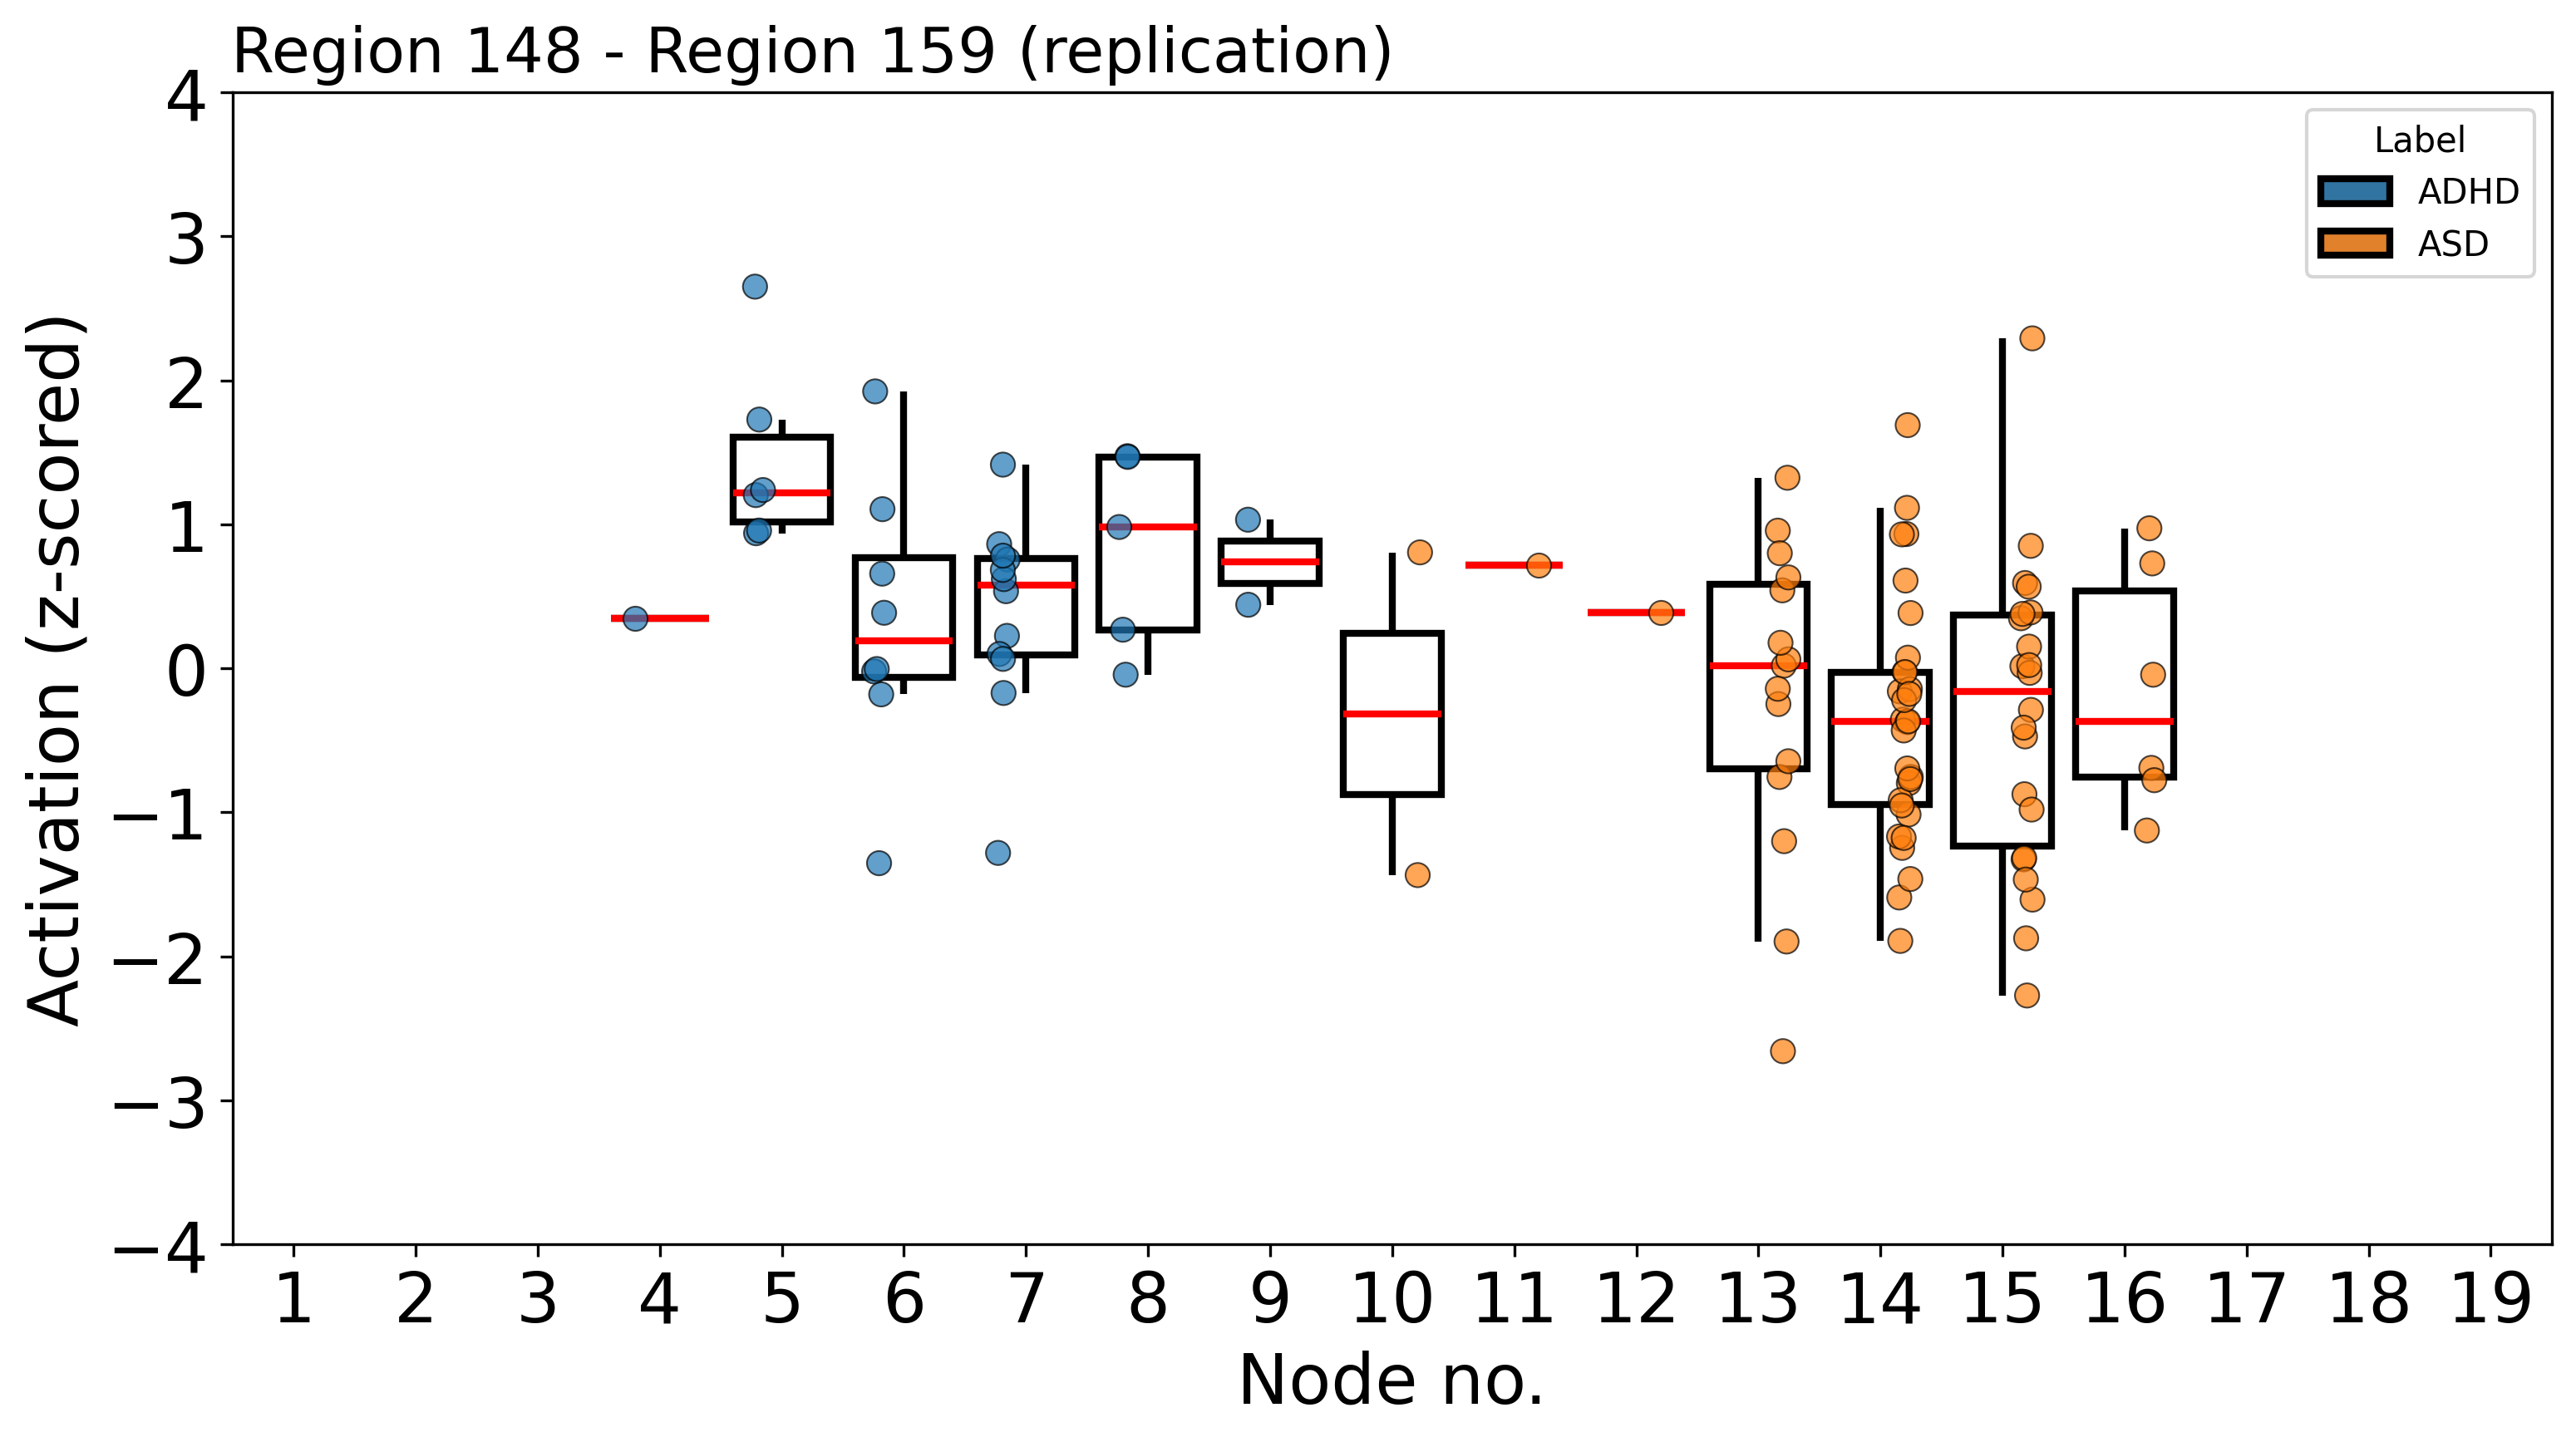 Region 148 - Region 159 (replication)
4
3
2
1
0
−1
−2
−3
−4
Activation (z-scored)
Label
ADHD
ASD
1 2 3 4 5 6 7 8 9 10 11 12 13 14 15 16 17 18 19
Node no.